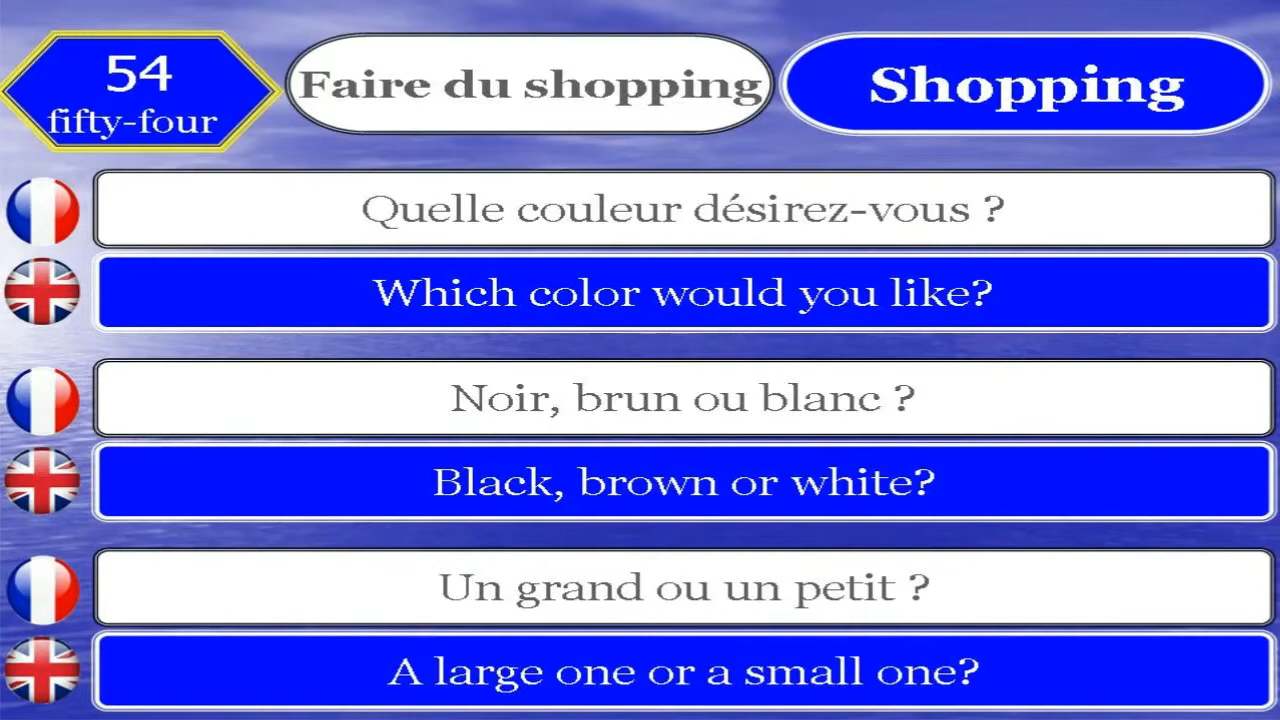 54
fifty-four
Faire du shopping
Shopping
Quelle couleur désirez-vous ?
Which color would you like?
Noir, brun ou blanc ?
Black, brown or white?
Un grand ou un petit ?
A large one or a small one?